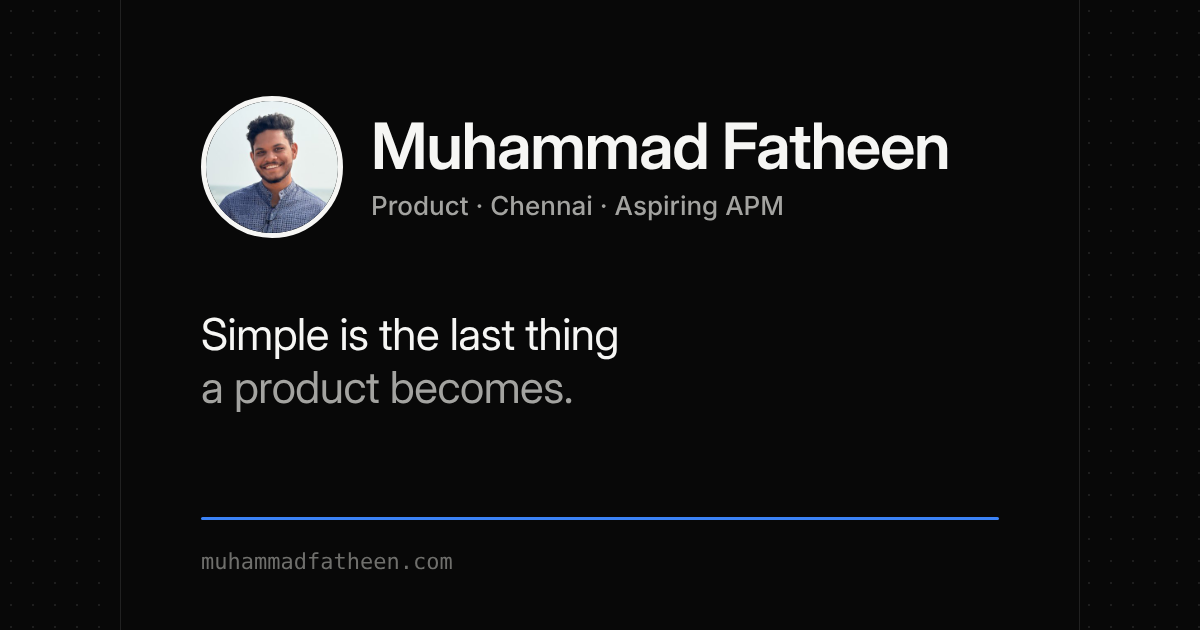 Muhammad Fatheen
Product · Chennai · Aspiring APM
Simple is the last thing
a product becomes.
muhammadfatheen.com